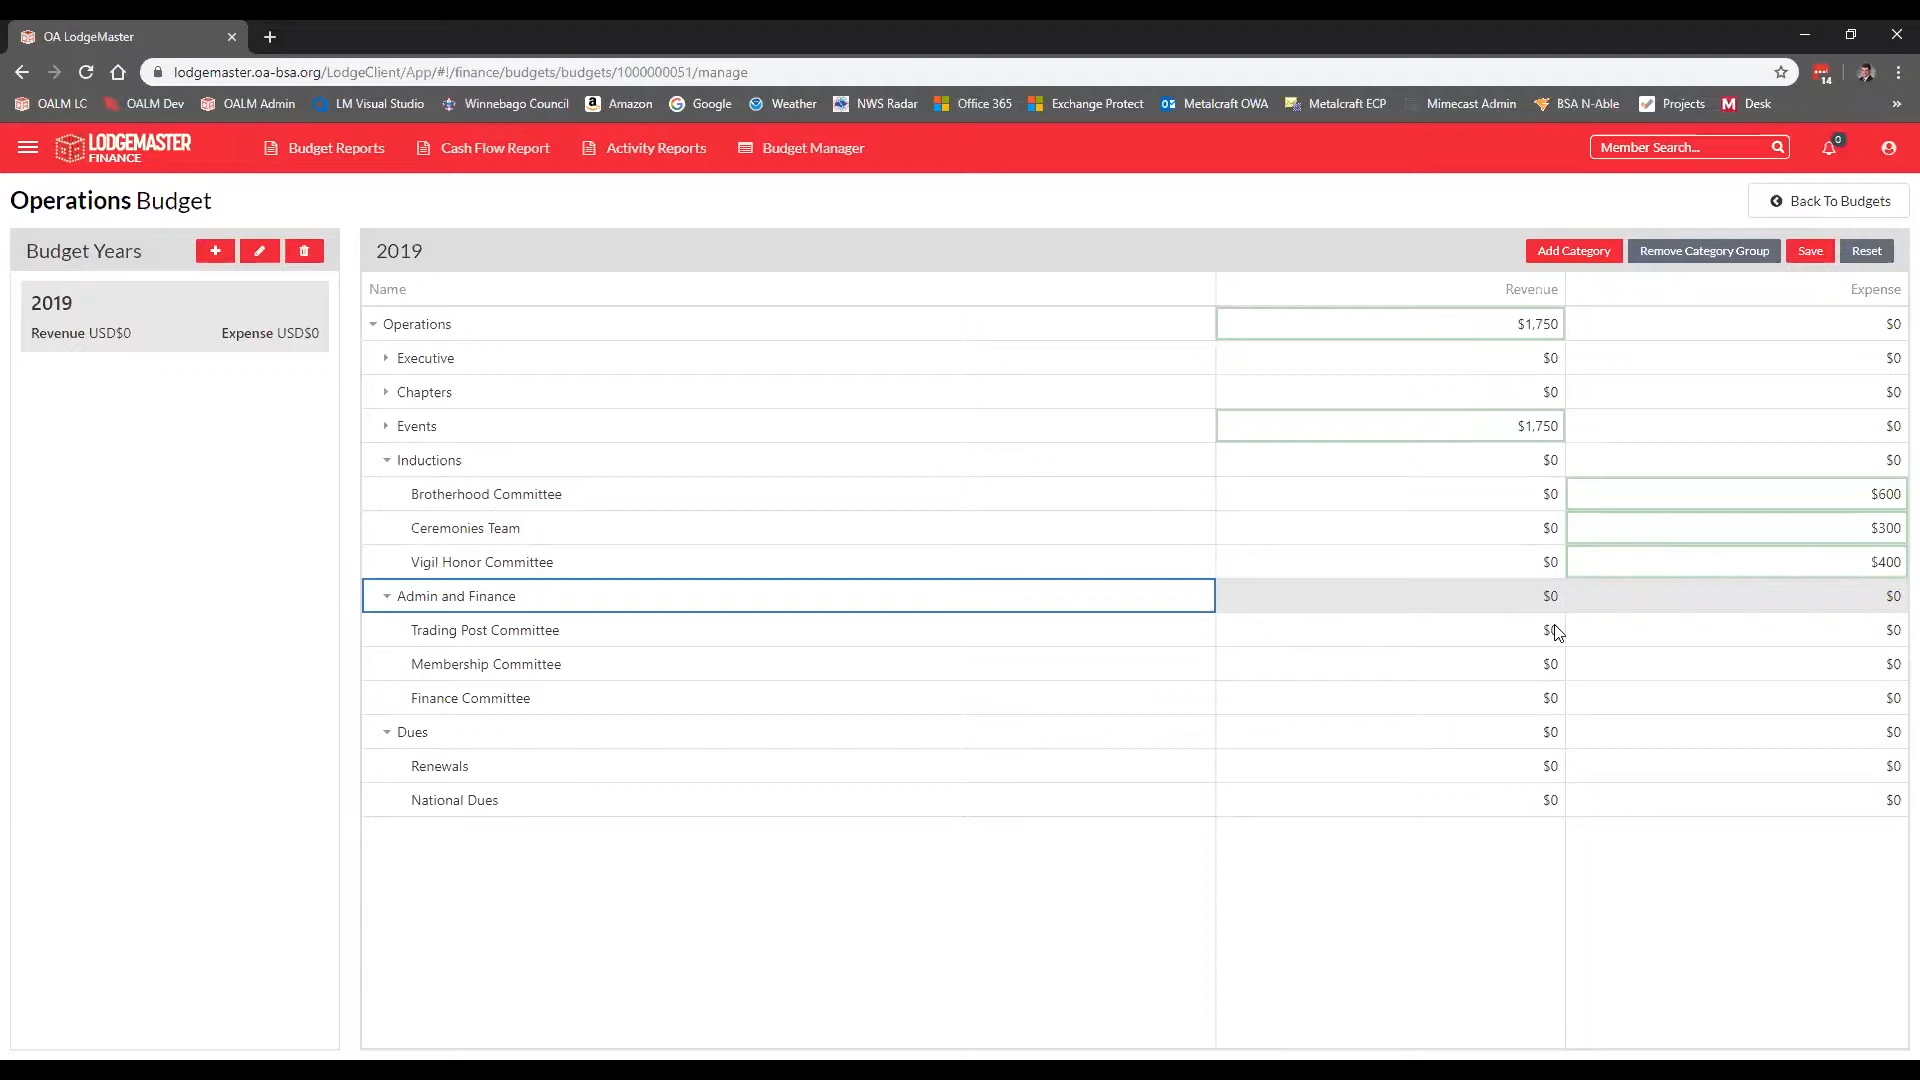 OA LodgeMaster
lodgemaster.oa-bsa.org/LodgeClient/App/#!/finance/budgets/budgets/1000000051/manage
14
OALM LC OALM Dev OALM Admin LM Visual Studio Winnebago Council Amazon Google Weather NWS Radar Office 365 Exchange Protect Metalcraft OWA Metalcraft ECP Mimecast Admin BSA N-Able Projects Desk
LODGEMASTER
FINANCE
Budget Reports Cash Flow Report Activity Reports Budget Manager Member Search... 0
Operations Budget Back To Budgets
Budget Years 2019 Add Category Remove Category Group Save Reset
2019
Revenue USD$0 Expense USD$0
Name Revenue Expense
Operations $1,750 $0
Executive $0 $0
Chapters $0 $0
Events $1,750 $0
Inductions $0 $0
Brotherhood Committee $0 $600
Ceremonies Team $0 $300
Vigil Honor Committee $0 $400
Admin and Finance $0 $0
Trading Post Committee $0 $0
Membership Committee $0 $0
Finance Committee $0 $0
Dues $0 $0
Renewals $0 $0
National Dues $0 $0